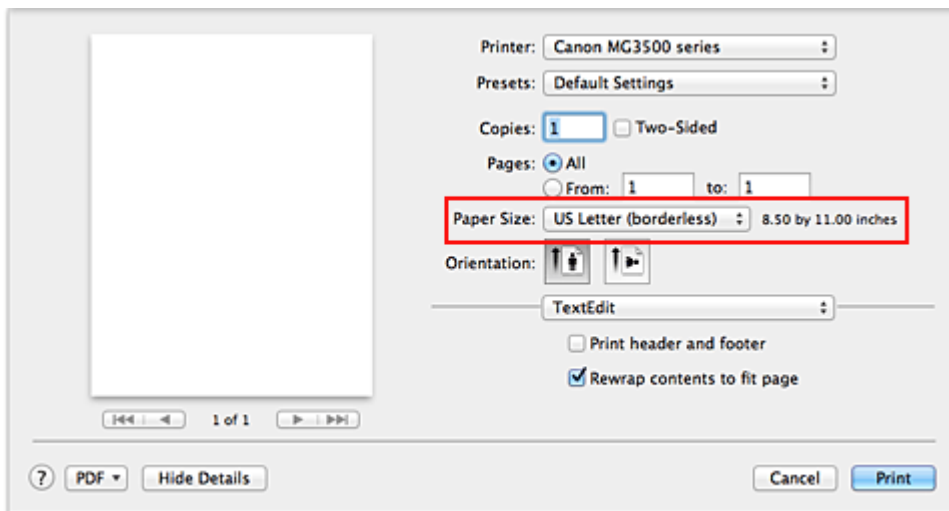 Printer: Canon MG3500 series
Presets: Default Settings
Copies: 1 Two-Sided
Pages: All
From: 1 to: 1
Paper Size: US Letter (borderless) 8.50 by 11.00 inches
Orientation:
TextEdit
Print header and footer
Rewrap contents to fit page
1 of 1
? PDF Hide Details Cancel Print